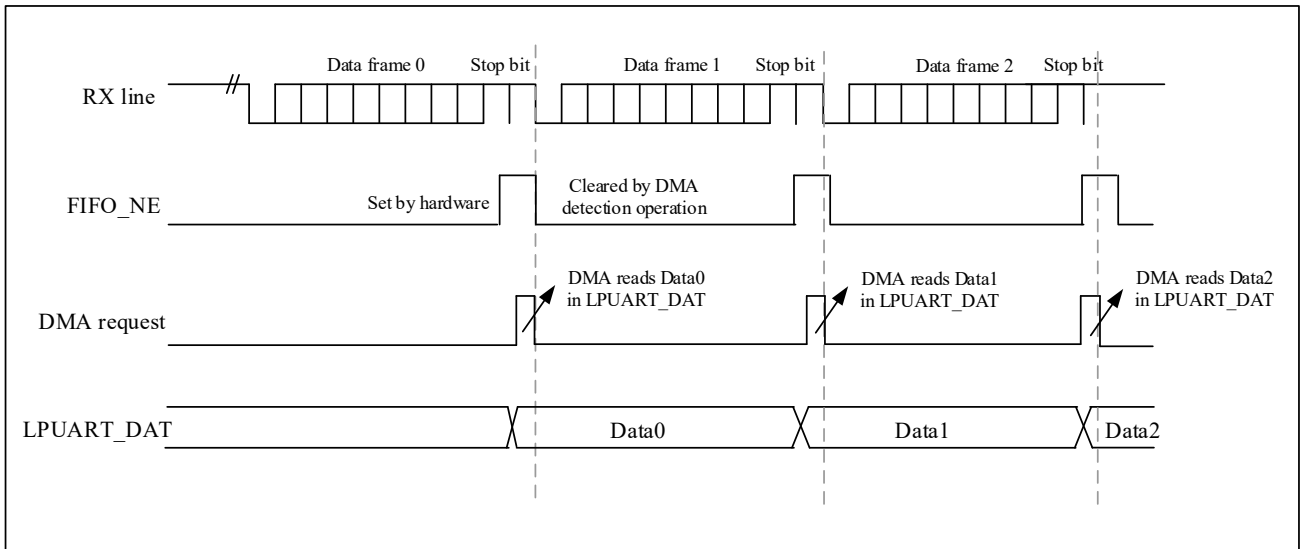 Data frame 0 Stop bit Data frame 1 Stop bit Data frame 2 Stop bit
RX line
Set by hardware
Cleared by DMA
detection operation
FIFO_NE
DMA reads Data0
in LPUART_DAT
DMA reads Data1
in LPUART_DAT
DMA reads Data2
in LPUART_DAT
DMA request
LPUART_DAT Data0 Data1 Data2